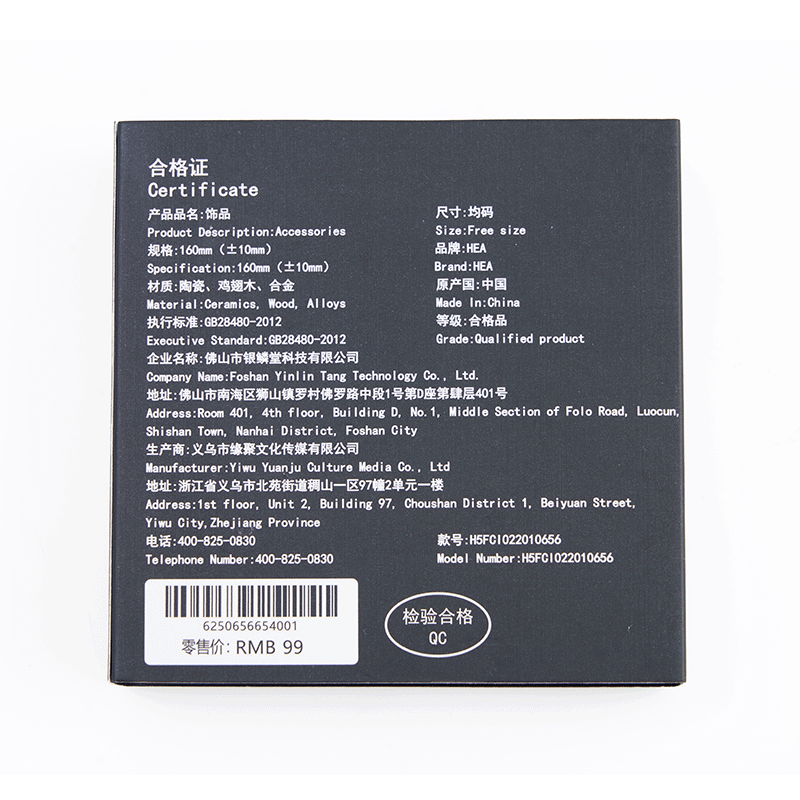 合格证
Certificate
产品品名:饰品
Product Description:Accessories
规格:160mm（±10mm）
Specification:160mm（±10mm）
材质:陶瓷、鸡翅木、合金
Material:Ceramics, Wood, Alloys
执行标准:GB28480-2012
Executive Standard:GB28480-2012
尺寸:均码
Size:Free size
品牌:HEA
Brand:HEA
原产国:中国
Made In:China
等级:合格品
Grade:Qualified product
企业名称:佛山市银鳞堂科技有限公司
Company Name:Foshan Yinlin Tang Technology Co., Ltd.
地址:佛山市南海区狮山镇罗村佛罗路中段1号第D座第肆层401号
Address:Room 401, 4th floor, Building D, No.1, Middle Section of Folo Road, Luocun,
Shishan Town, Nanhai District, Foshan City
生产商:义乌市缘聚文化传媒有限公司
Manufacturer:Yiwu Yuanju Culture Media Co., Ltd
地址:浙江省义乌市北苑街道稠山一区97幢2单元一楼
Address:1st floor, Unit 2, Building 97, Choushan District 1, Beiyuan Street,
Yiwu City,Zhejiang Province
电话:400-825-0830
Telephone Number:400-825-0830
款号:H5FCI022010656
Model Number:H5FCI022010656
6250656654001
零售价: RMB 99
检验合格
QC